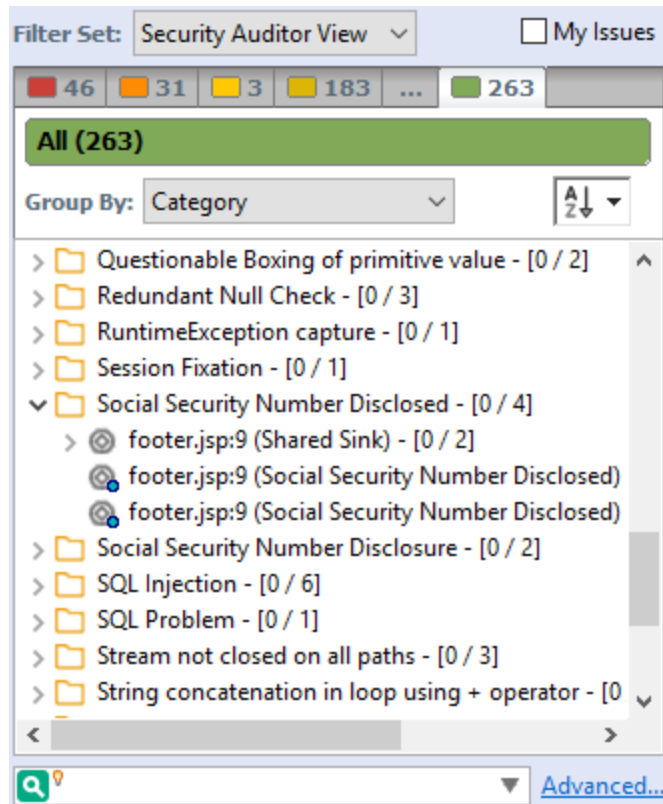 Filter Set: Security Auditor View My Issues
46 31 3 183 ... 263
All (263)
Group By: Category
Questionable Boxing of primitive value - [0 / 2]
Redundant Null Check - [0 / 3]
RuntimeException capture - [0 / 1]
Session Fixation - [0 / 1]
Social Security Number Disclosed - [0 / 4]
footer.jsp:9 (Shared Sink) - [0 / 2]
footer.jsp:9 (Social Security Number Disclosed)
footer.jsp:9 (Social Security Number Disclosed)
Social Security Number Disclosure - [0 / 2]
SQL Injection - [0 / 6]
SQL Problem - [0 / 1]
Stream not closed on all paths - [0 / 3]
String concatenation in loop using + operator - [0
Advanced...